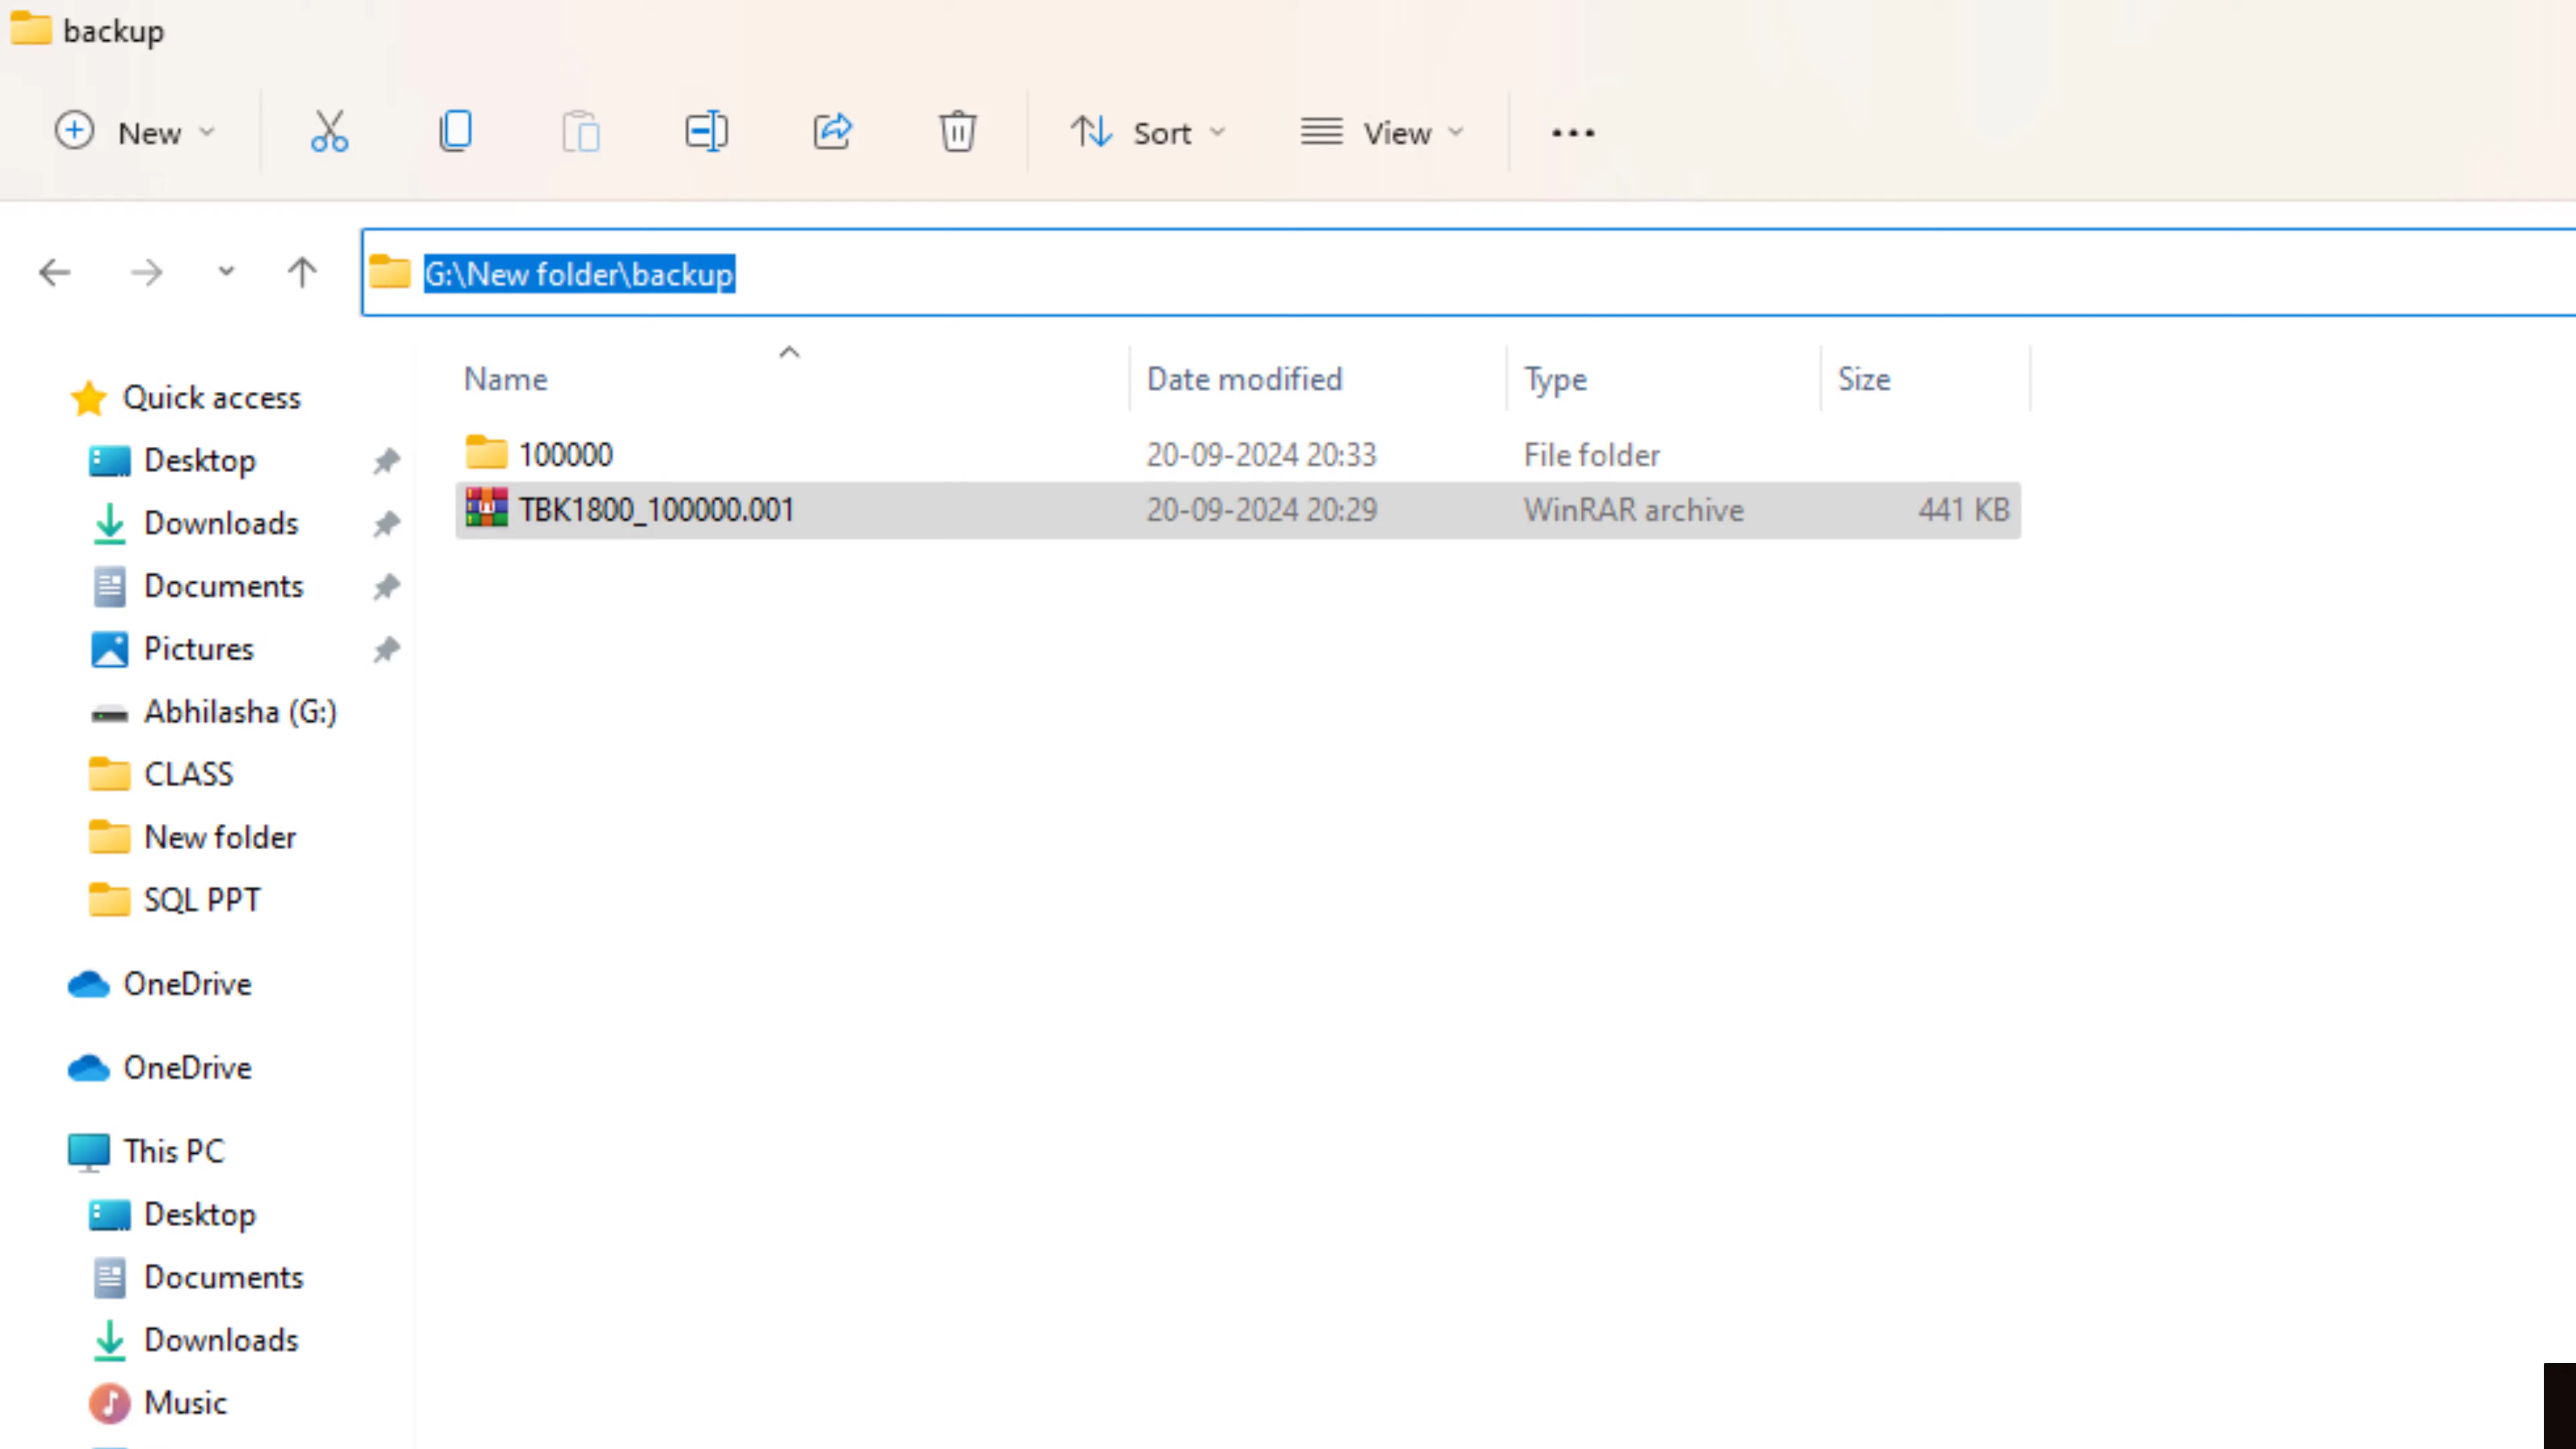 backup
New
Sort
View
G:\New folder\backup
Name Date modified Type Size
100000 20-09-2024 20:33 File folder
TBK1800_100000.001 20-09-2024 20:29 WinRAR archive 441 KB
Quick access
Desktop
Downloads
Documents
Pictures
Abhilasha (G:)
CLASS
New folder
SQL PPT
OneDrive
OneDrive
This PC
Desktop
Documents
Downloads
Music